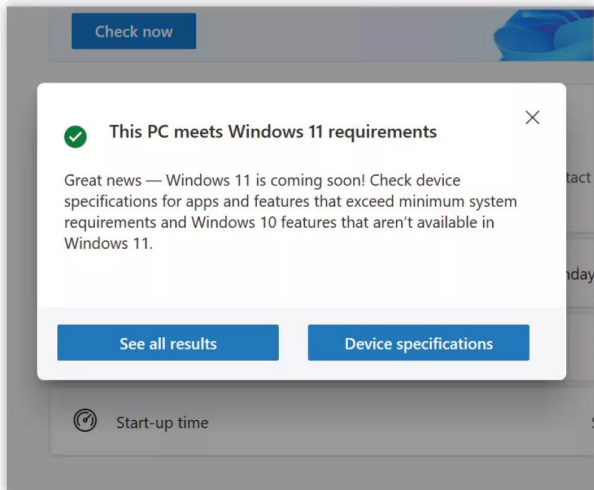 Check now
This PC meets Windows 11 requirements
Great news — Windows 11 is coming soon! Check device
specifications for apps and features that exceed minimum system
requirements and Windows 10 features that aren’t available in
Windows 11.
See all results
Device specifications
Start-up time